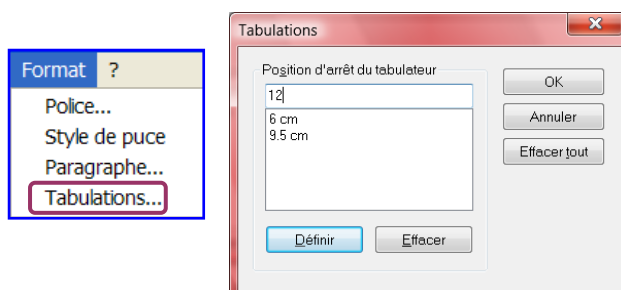 Format ?
Police...
Style de puce
Paragraphe...
Tabulations...
Tabulations
Position d'arrêt du tabulateur
12
6 cm
9.5 cm
Définir
Effacer
OK
Annuler
Effacer tout